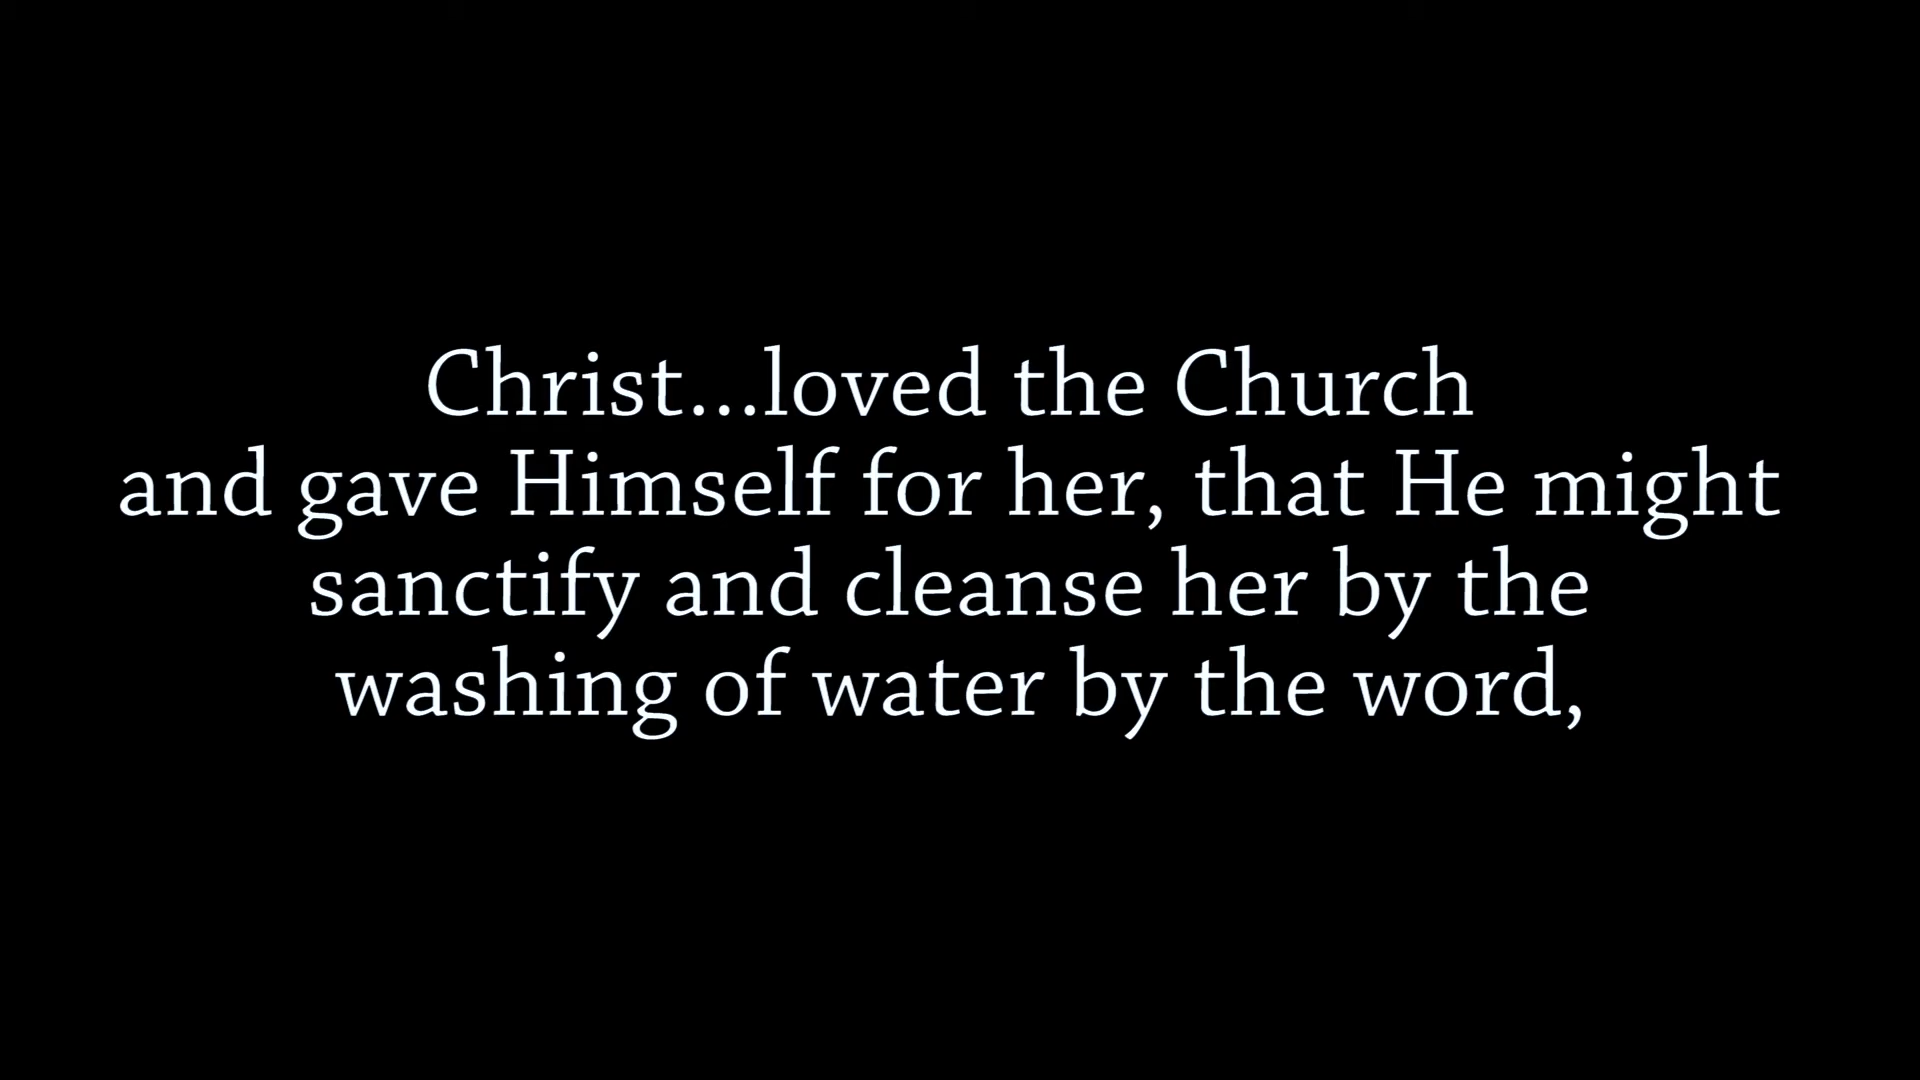 Christ...loved the Church
and gave Himself for her, that He might
sanctify and cleanse her by the
washing of water by the word,